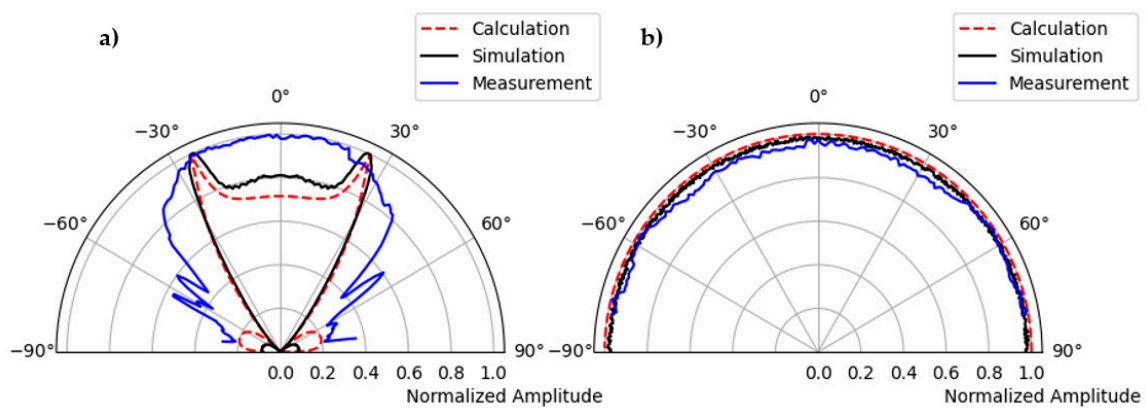 a)
Calculation
Simulation
Measurement
0°
−30°
30°
−60°
60°
−90°
90°
0.0 0.2 0.4 0.6 0.8 1.0
Normalized Amplitude
b)
Calculation
Simulation
Measurement
0°
−30°
30°
−60°
60°
−90°
90°
0.0 0.2 0.4 0.6 0.8 1.0
Normalized Amplitude